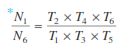 *N₁/N₆ = T₂ × T₄ × T₆/T₁ × T₃ × T₅